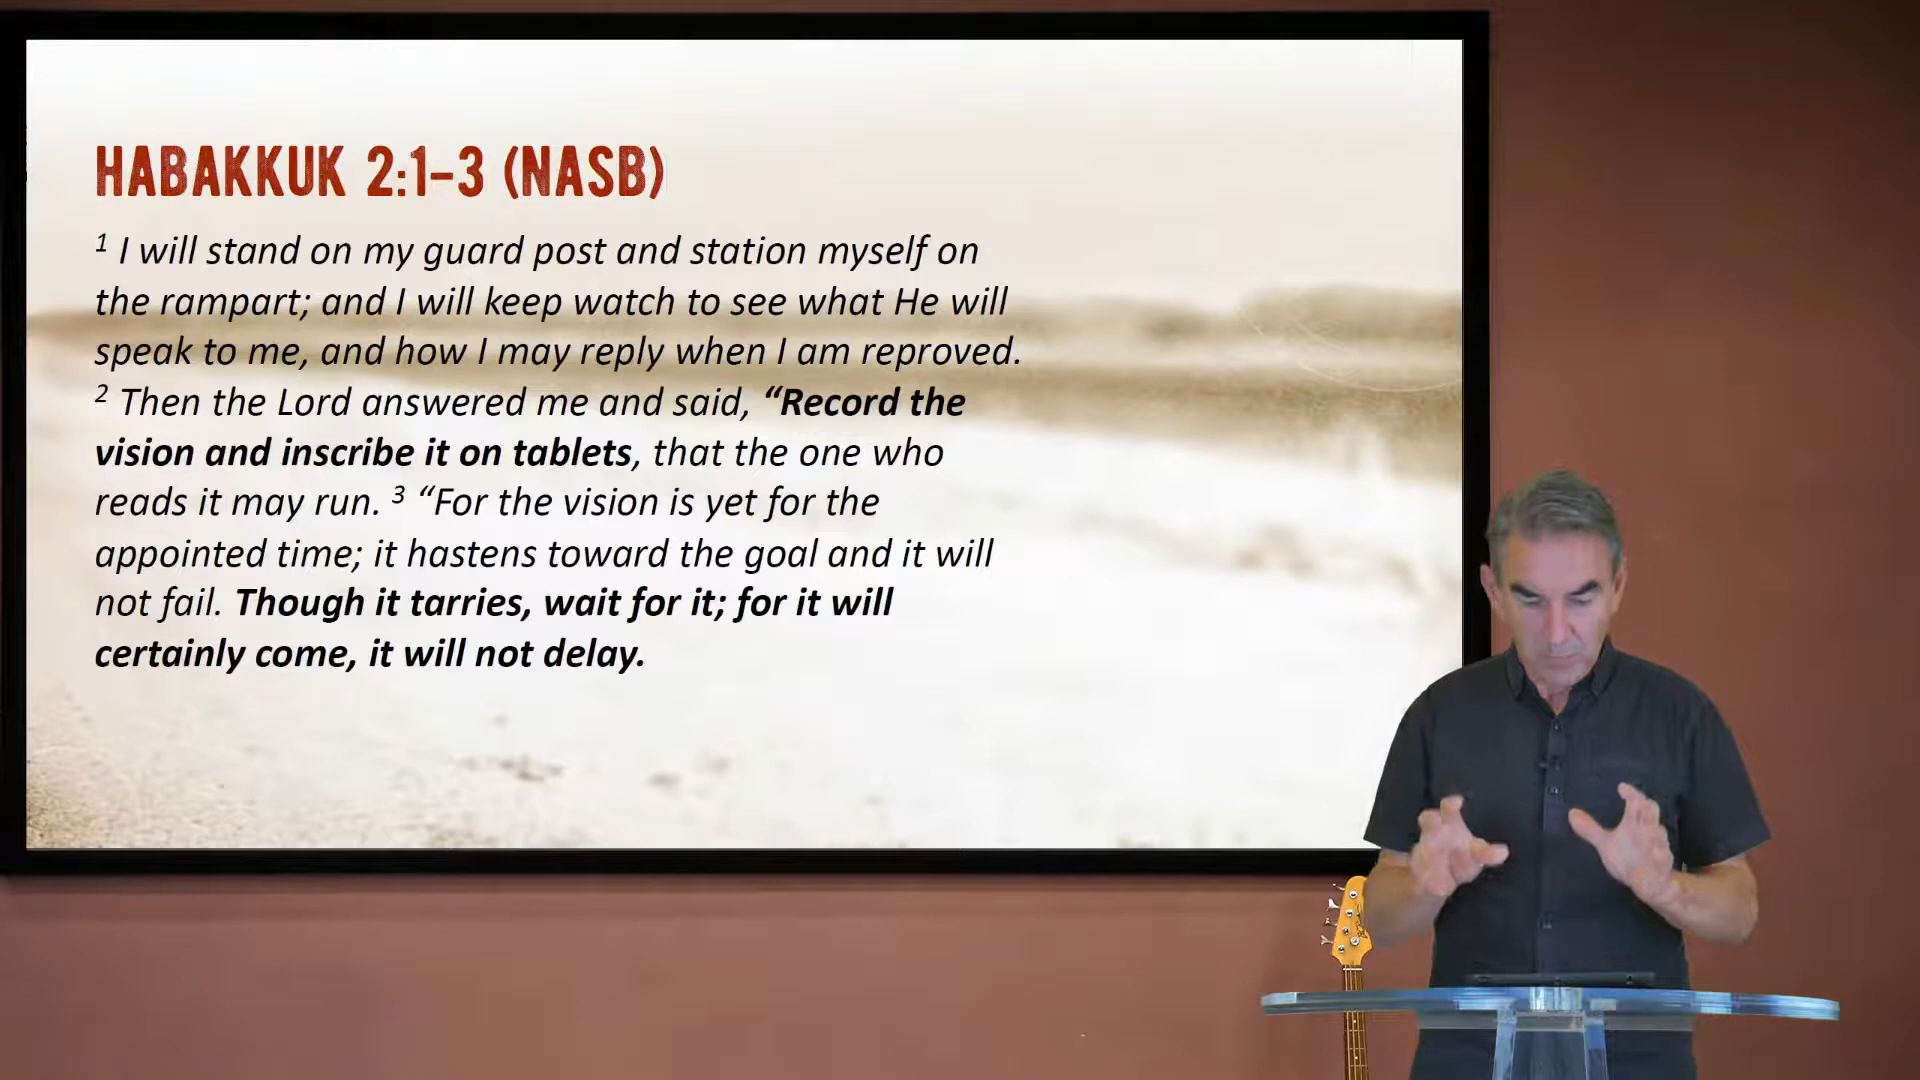 HABAKKUK 2:1-3 (NASB)
1 I will stand on my guard post and station myself on
the rampart; and I will keep watch to see what He will
speak to me, and how I may reply when I am reproved.
2 Then the Lord answered me and said, “Record the
vision and inscribe it on tablets, that the one who
reads it may run. 3 “For the vision is yet for the
appointed time; it hastens toward the goal and it will
not fail. Though it tarries, wait for it; for it will
certainly come, it will not delay.